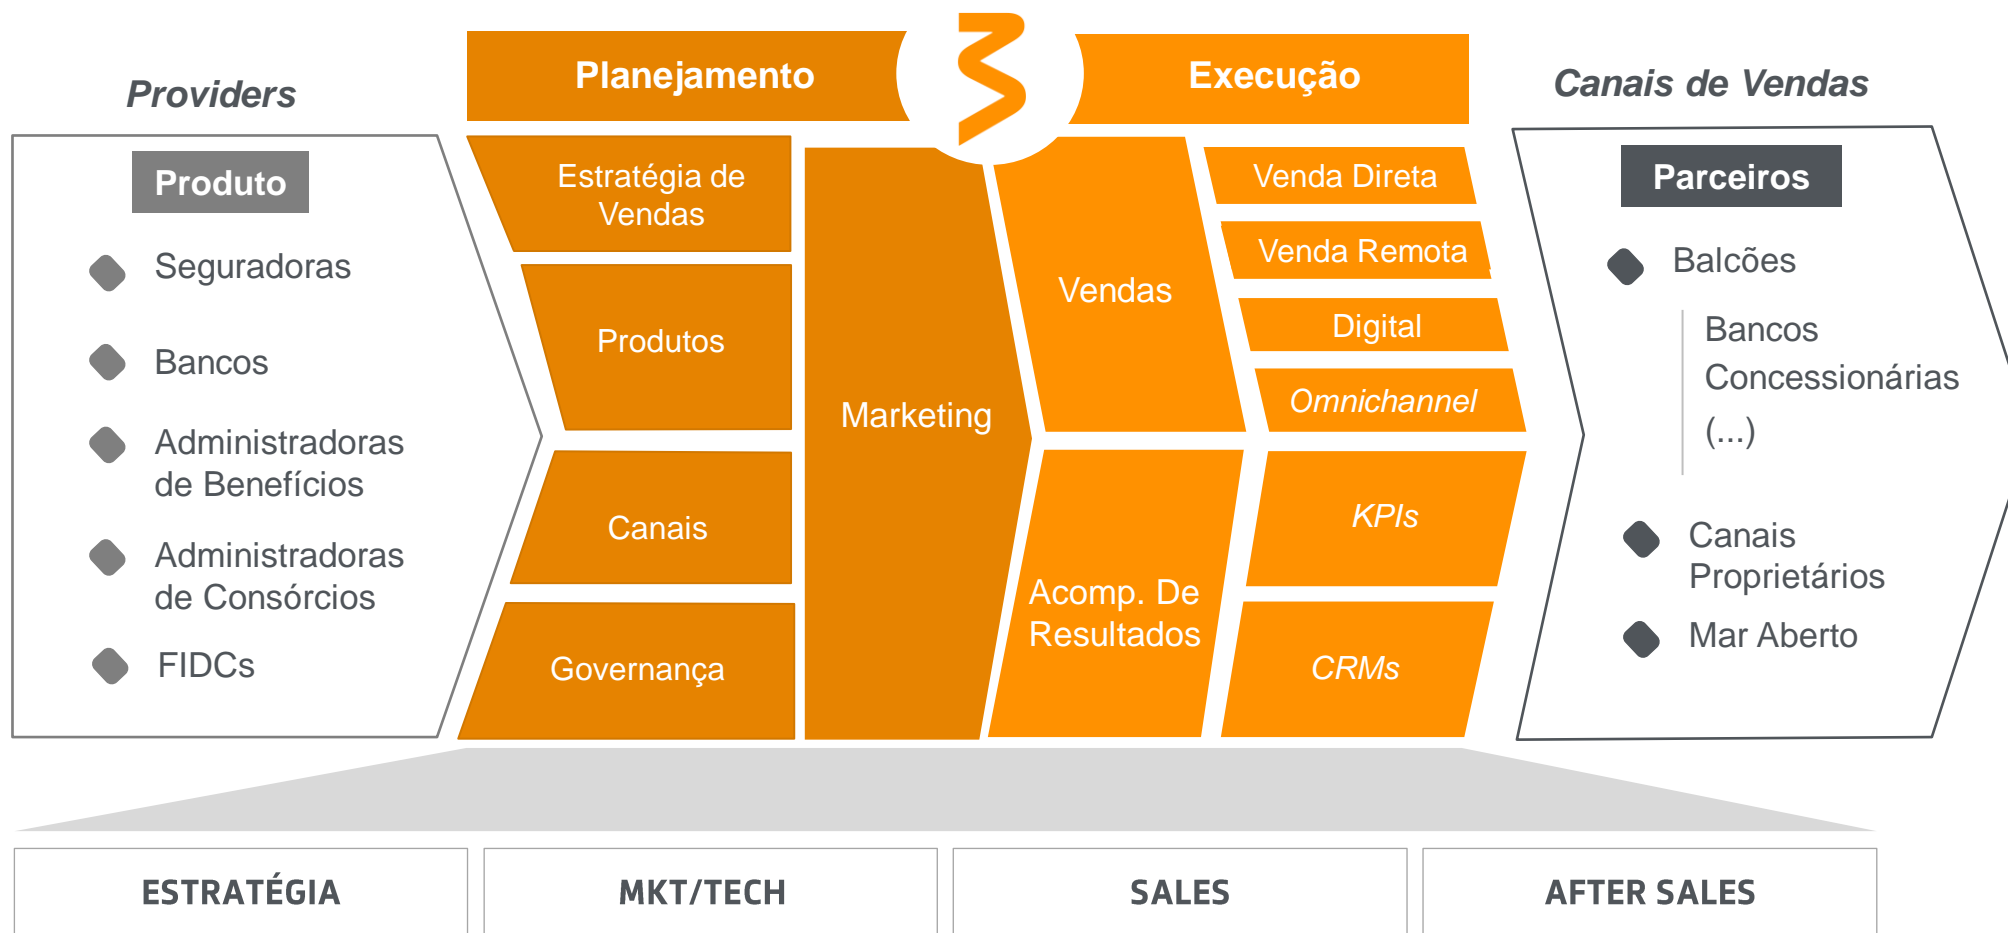 Providers
Produto
Seguradoras
Bancos
Administradoras
de Benefícios
Administradoras
de Consórcios
FIDCs
Planejamento
Estratégia de
Vendas
Produtos
Canais
Governança
Marketing
Execução
Vendas
Acomp. De
Resultados
Venda Direta
Venda Remota
Digital
Omnichannel
KPIs
CRMs
Canais de Vendas
Parceiros
Balcões
Bancos
Concessionárias
(...)
Canais
Proprietários
Mar Aberto
ESTRATÉGIA
MKT/TECH
SALES
AFTER SALES